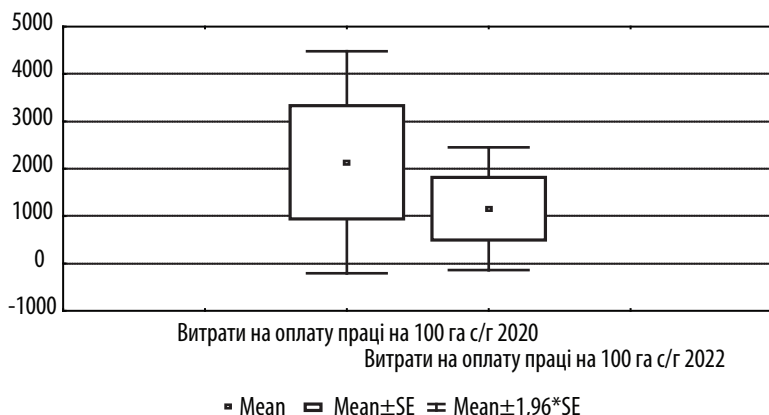 5000
4000
3000
2000
1000
0
-1000
Витрати на оплату праці на 100 га с/г 2020
Витрати на оплату праці на 100 га с/г 2022
Mean Mean±SE Mean±1,96*SE